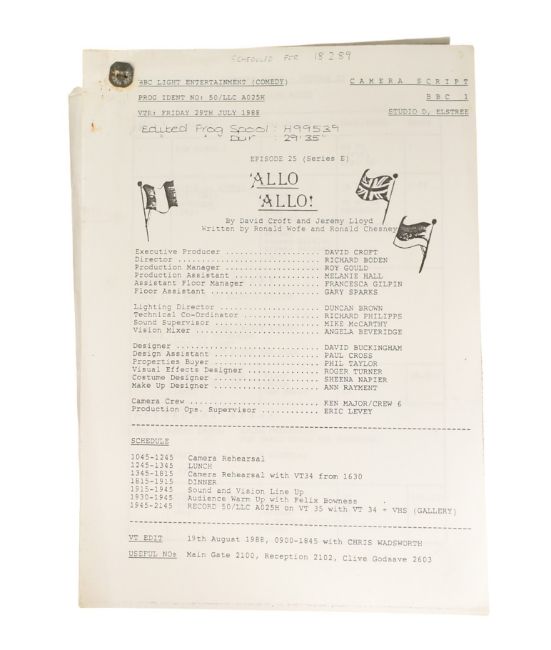 SCHEDULED FOR 18 2 89
BBC LIGHT ENTERTAINMENT (COMEDY) CAMERA SCRIPT
PROG IDENT NO: 50/LLC A025H BBC 1
VTR: FRIDAY 29TH JULY 1988 STUDIO D, ELSTREE
Edited Prog Spool : H99539
" " Dur : 29'35"
EPISODE 25 (Series E)
'ALLO
'ALLO!
By David Croft and Jeremy Lloyd
Written by Ronald Wofe and Ronald Chesney
Executive Producer .................... DAVID CROFT
Director .............................. RICHARD BODEN
Production Manager .................... ROY GOULD
Production Assistant .................. MELANIE HALL
Assistant Floor Manager ............... FRANCESCA GILPIN
Floor Assistant ....................... GARY SPARKS
Lighting Director ..................... DUNCAN BROWN
Technical Co-Ordinator ................ RICHARD PHILIPPS
Sound Supervisor ...................... MIKE McCARTHY
Vision Mixer .......................... ANGELA BEVERIDGE
Designer .............................. DAVID BUCKINGHAM
Design Assistant ...................... PAUL CROSS
Properties Buyer ...................... PHIL TAYLOR
Visual Effects Designer ............... ROGER TURNER
Costume Designer ...................... SHEENA NAPIER
Make Up Designer ...................... ANN RAYMENT
Camera Crew ........................... KEN MAJOR/CREW 6
Production Ops. Supervisor ............ ERIC LEVEY
SCHEDULE
1045-1245 Camera Rehearsal
1245-1345 LUNCH
1345-1815 Camera Rehearsal with VT34 from 1630
1815-1915 DINNER
1915-1945 Sound and Vision Line Up
1930-1945 Audience Warm Up with Felix Bowness
1945-2145 RECORD 50/LLC A025H on VT 35 with VT 34 + VHS (GALLERY)
VT EDIT 19th August 1988, 0900-1845 with CHRIS WADSWORTH
USEFUL NOs Main Gate 2100, Reception 2102, Clive Godsave 2603